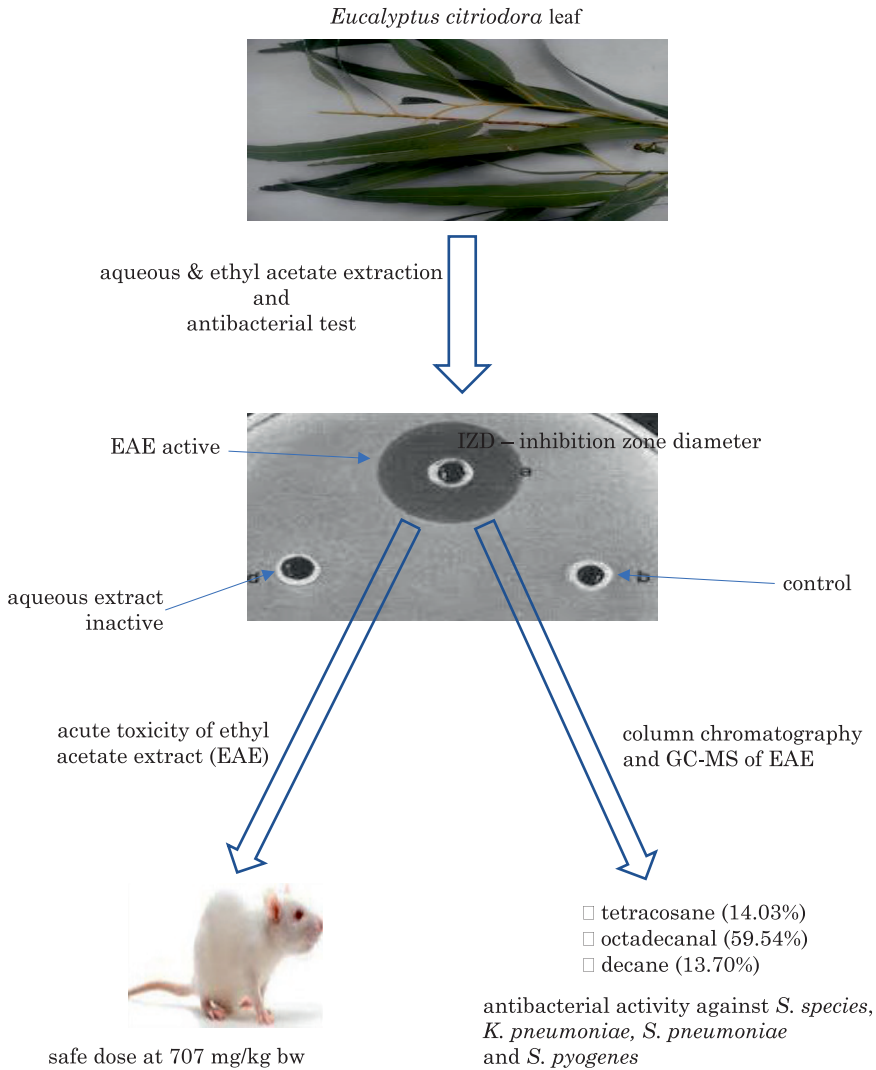 Eucalyptus citriodora leaf
aqueous & ethyl acetate extraction
and
antibacterial test
EAE active
IZD – inhibition zone diameter
aqueous extract
inactive
control
acute toxicity of ethyl
acetate extract (EAE)
column chromatography
and GC-MS of EAE
safe dose at 707 mg/kg bw
□ tetracosane (14.03%)
□ octadecanal (59.54%)
□ decane (13.70%)
antibacterial activity against S. species,
K. pneumoniae, S. pneumoniae
and S. pyogenes